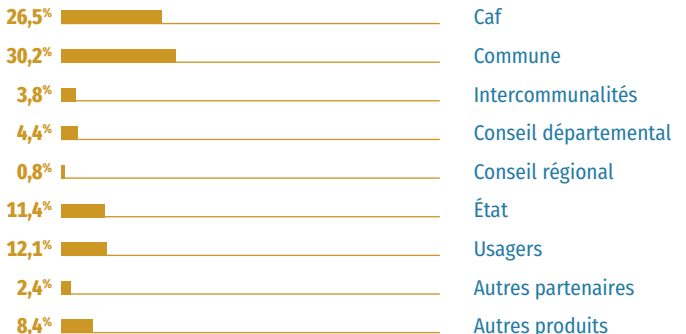 26,5% Caf
30,2% Commune
3,8% Intercommunalités
4,4% Conseil départemental
0,8% Conseil régional
11,4% État
12,1% Usagers
2,4% Autres partenaires
8,4% Autres produits